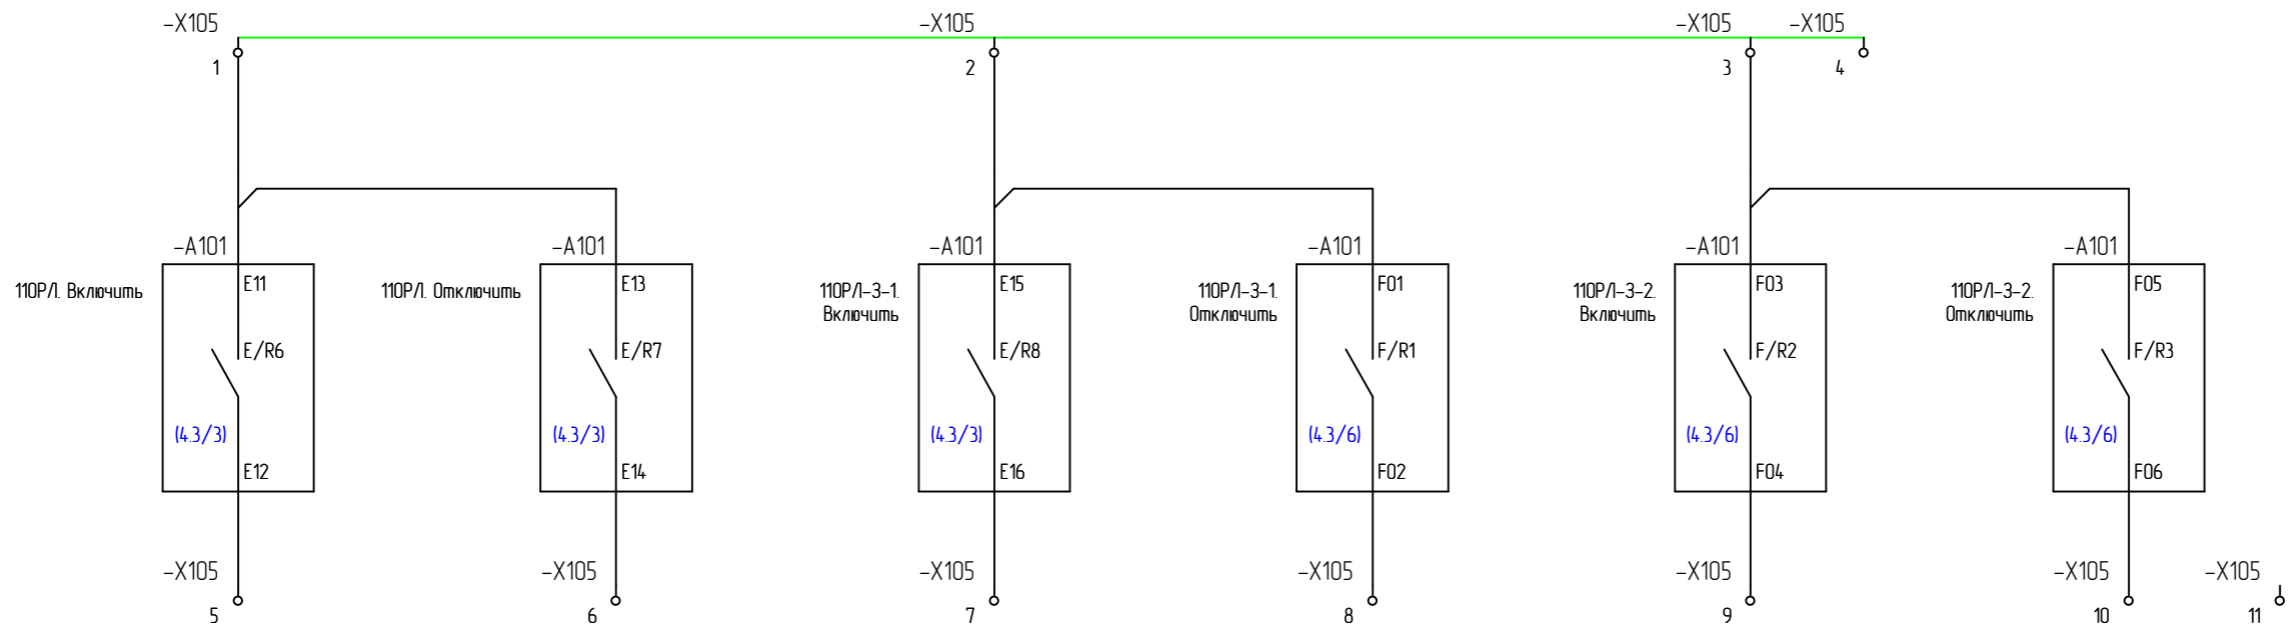 -X105
-X105
-X105
-X105
1
2
3
4
-A101
-A101
-A101
-A101
-A101
-A101
110РЛ. Включить
E11
E/R6
(4.3/3)
E12
110РЛ. Отключить
E13
E/R7
(4.3/3)
E14
110РЛ-3-1.
Включить
E15
E/R8
(4.3/3)
E16
110РЛ-3-1.
Отключить
F01
F/R1
(4.3/6)
F02
110РЛ-3-2.
Включить
F03
F/R2
(4.3/6)
F04
110РЛ-3-2.
Отключить
F05
F/R3
(4.3/6)
F06
-X105
-X105
-X105
-X105
-X105
-X105
-X105
5
6
7
8
9
10
11